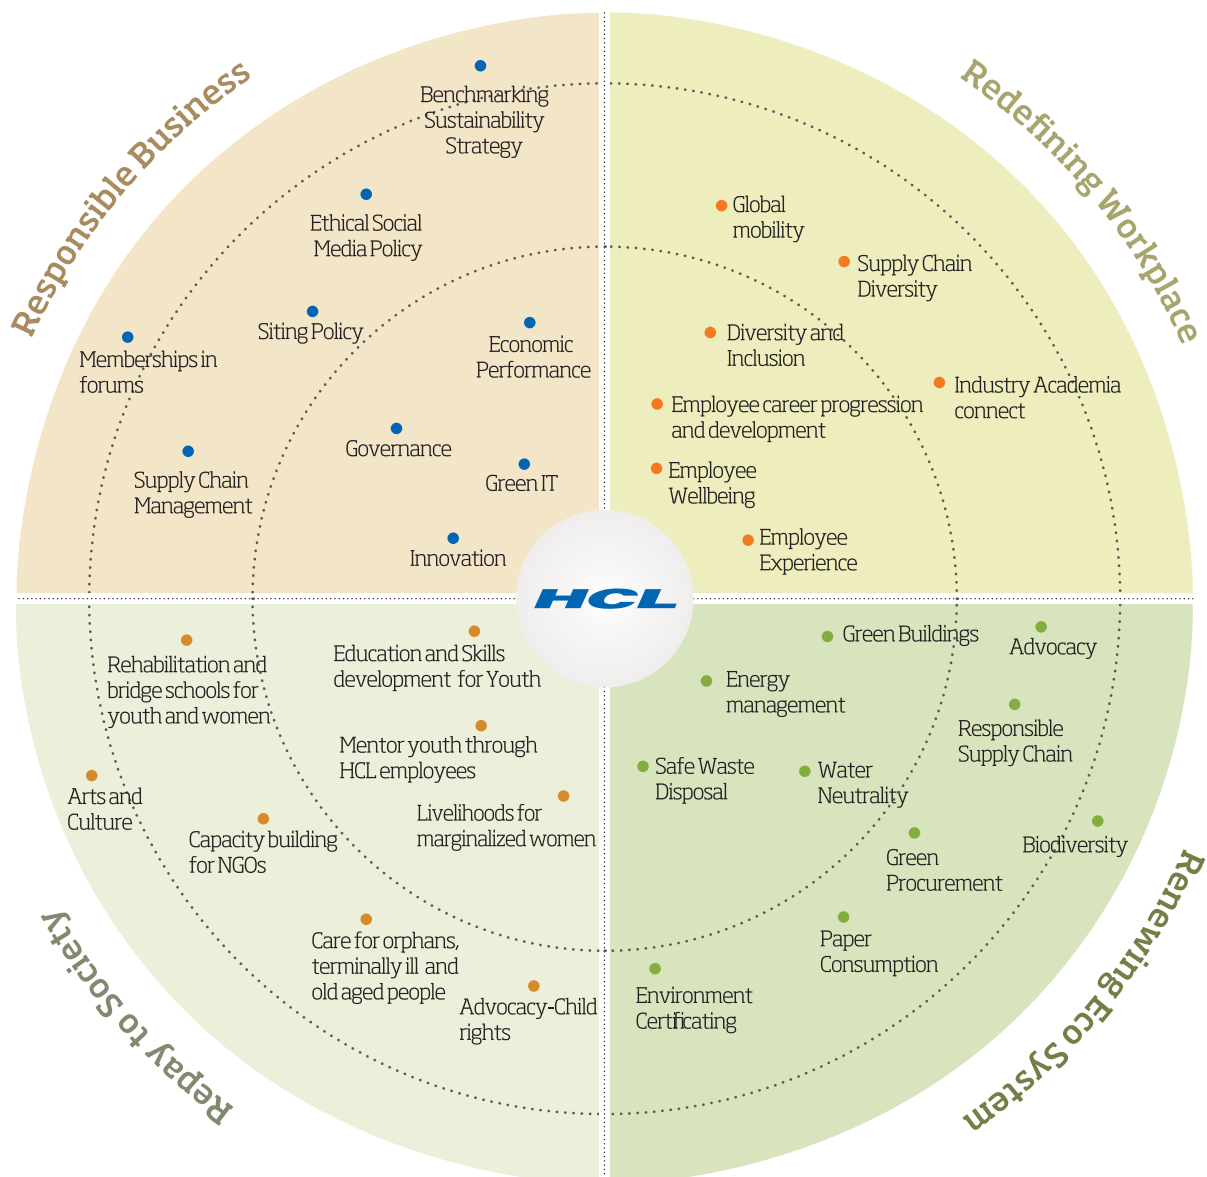 Responsible Business
Benchmarking
Sustainability
Strategy
Ethical Social
Media Policy
Siting Policy
Memberships in
forums
Economic
Performance
Governance
Supply Chain
Management
Green IT
Innovation
Redefining Workplace
Global
mobility
Supply Chain
Diversity
Diversity and
Inclusion
Industry Academia
connect
Employee career progression
and development
Employee
Wellbeing
Employee
Experience
HCL
Repay to Society
Rehabilitation and
bridge schools for
youth and women
Education and Skills
development for Youth
Mentor youth through
HCL employees
Arts and
Culture
Livelihoods for
marginalized women
Capacity building
for NGOs
Care for orphans,
terminally ill and
old aged people
Advocacy-Child
rights
Renewing Eco System
Green Buildings
Advocacy
Energy
management
Responsible
Supply Chain
Safe Waste
Disposal
Water
Neutrality
Biodiversity
Green
Procurement
Paper
Consumption
Environment
Certificating